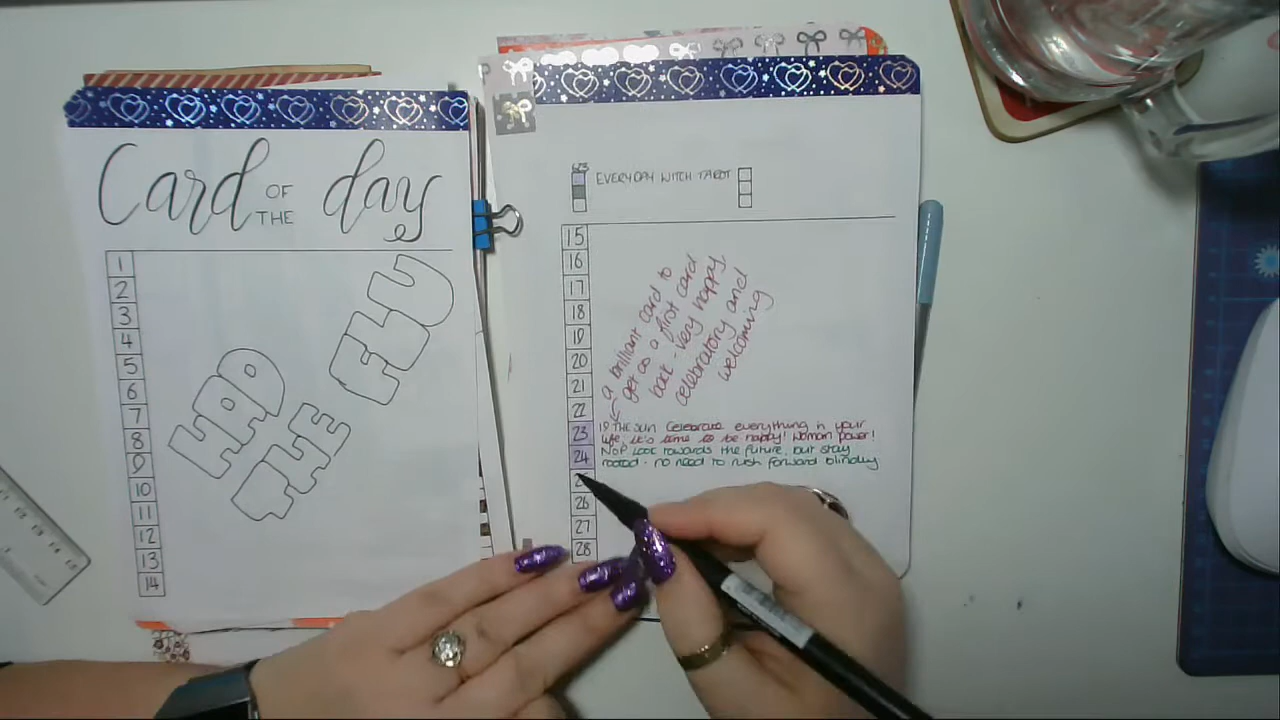 Card OF THE day
1
2
3
4
5
6
7
8
9
10
11
12
13
14
HAD
THE
FHU
EVERYDAY WITCH TAROT
15
16
17
18
19
20
21
22
23
24
2
26
27
28
a brilliant card to
get as a first card
back - very happy
celebratory and
welcoming
19 THE SUN Celebrate everything in your
life, it's time to be happy! Woman power!
Look towards the future, but stay
rooted - no need to rush forward blindly